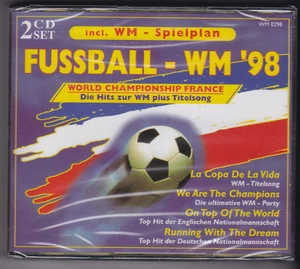 2 CD
SET
incl. WM - Spielplan
WM 0298
FUSSBALL - WM '98
WORLD CHAMPIONSHIP FRANCE
Die Hits zur WM plus Titelsong
La Copa De La Vida
WM - Titelsong
We Are The Champions
Die ultimative WM - Party
On Top Of The World
Top Hit der Englischen Nationalmannschaft
Running With The Dream
Top Hit der Deutschen Nationalmannschaft